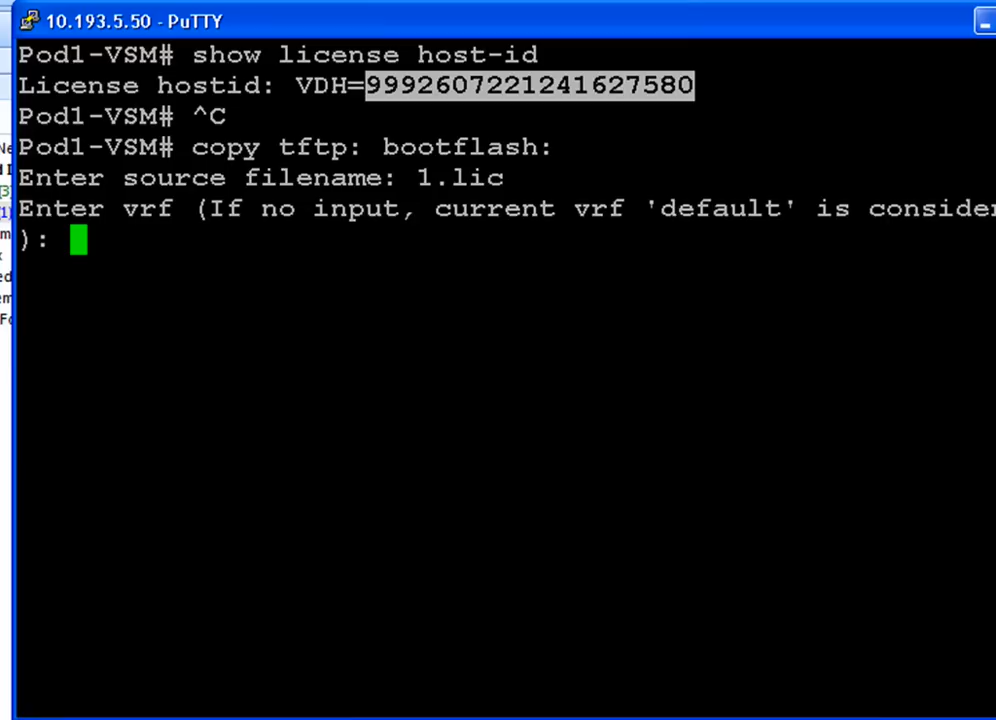 10.193.5.50 - PuTTY
Pod1-VSM# show license host-id
License hostid: VDH=9992607221241627580
Pod1-VSM# ^C
Pod1-VSM# copy tftp: bootflash:
Enter source filename: 1.lic
Enter vrf (If no input, current vrf 'default' is consider
):